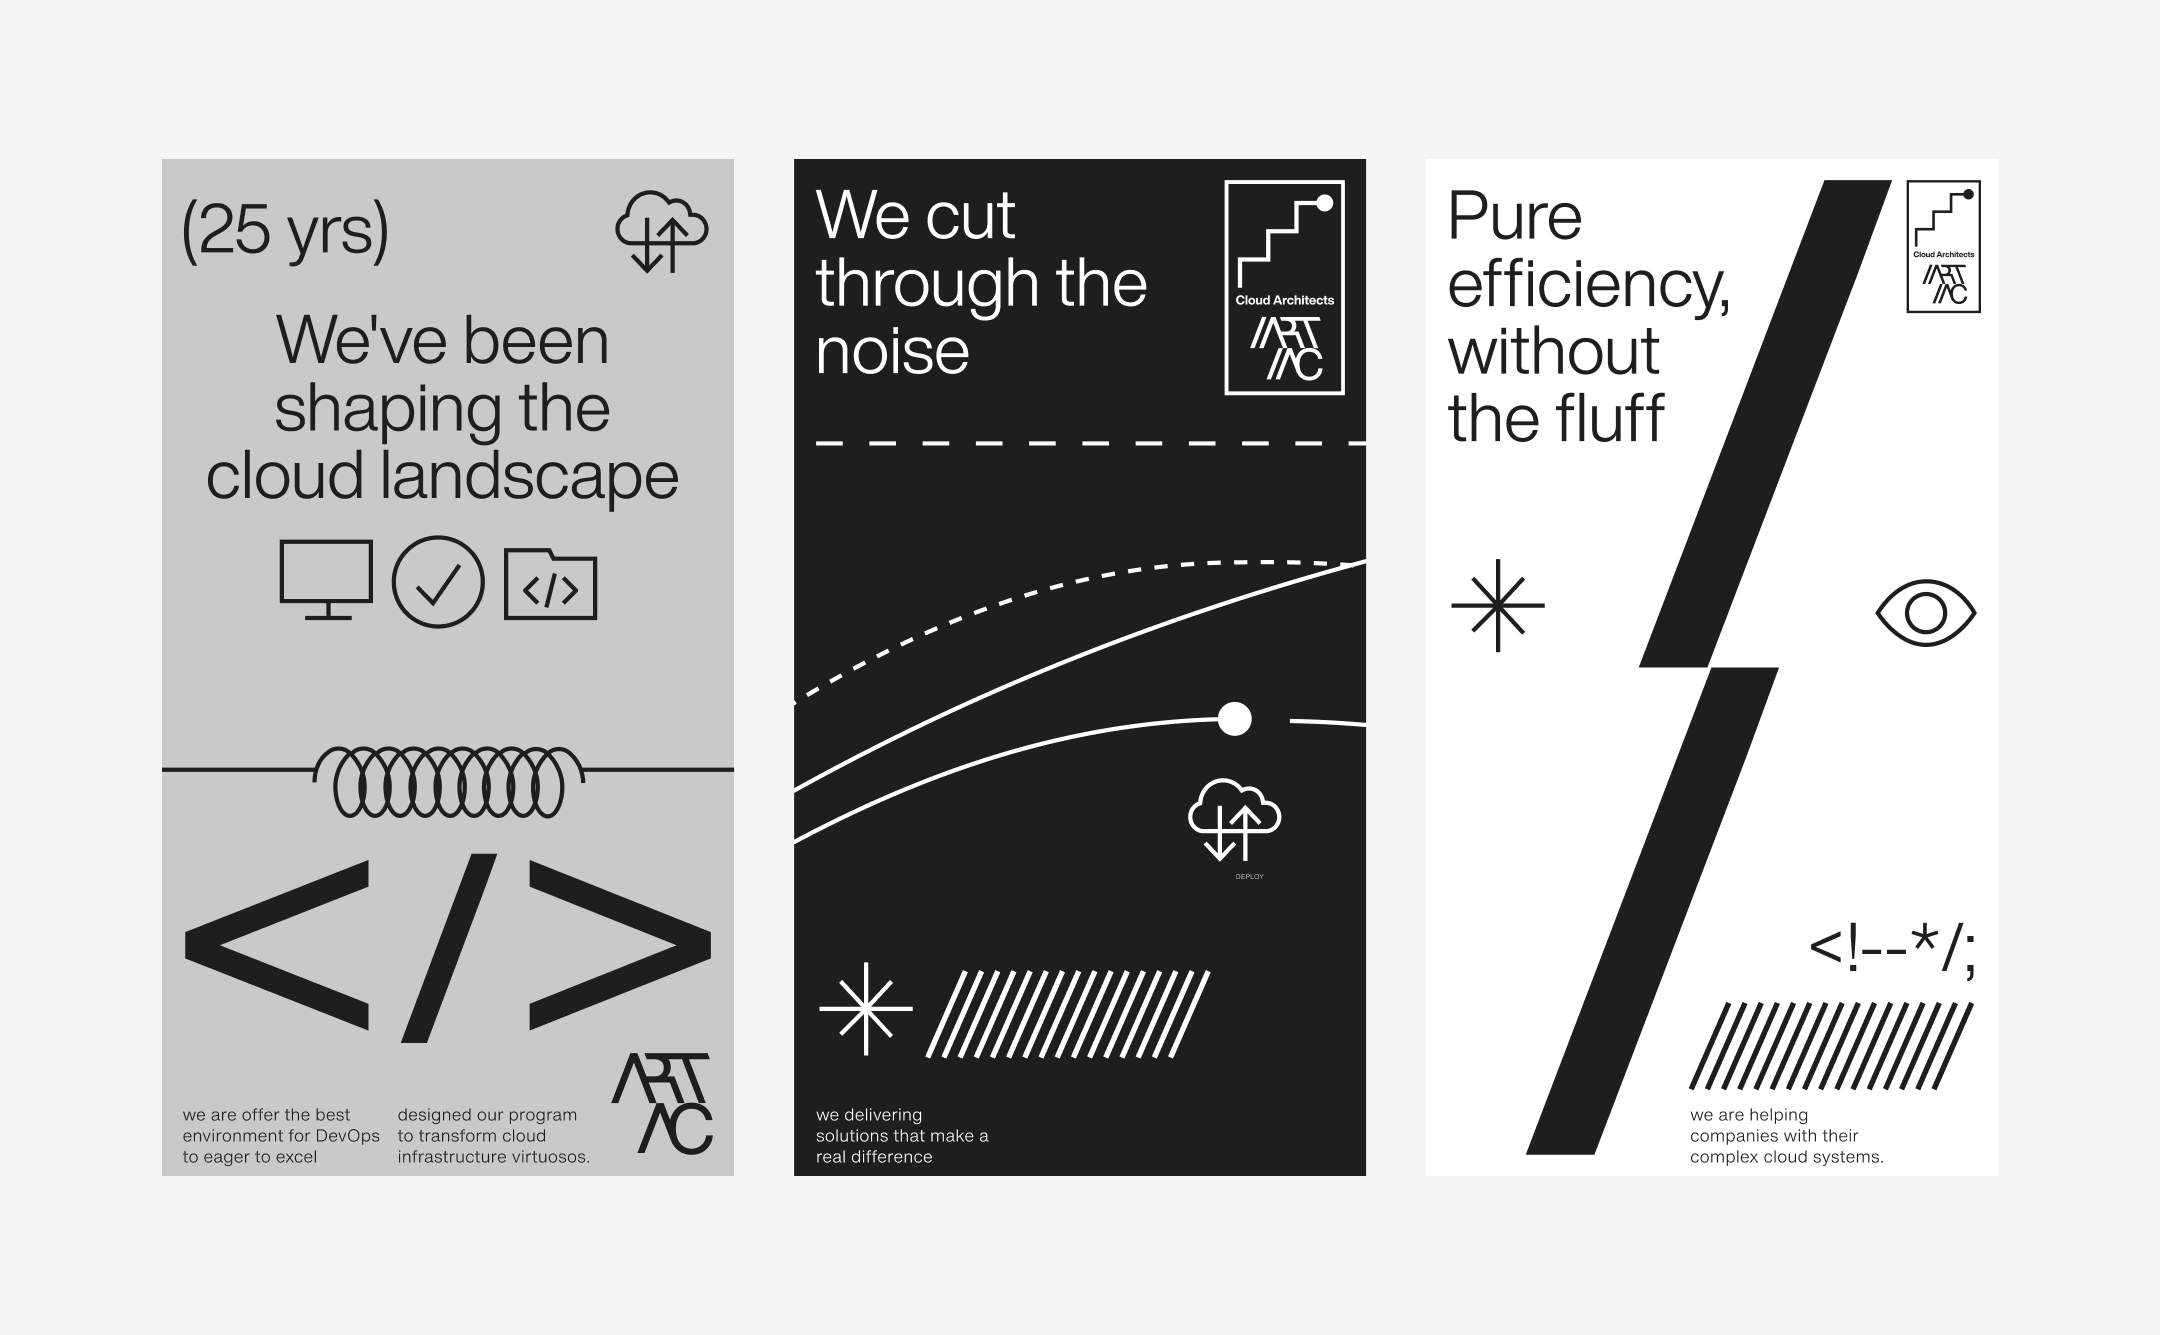 (25 yrs)
We've been
shaping the
cloud landscape
</>
</>
we are offer the best
environment for DevOps
to eager to excel
designed our program
to transform cloud
infrastructure virtuosos.
ART
AC
We cut
through the
noise
Cloud Architects
//ART
//AC
DEPLOY
we delivering
solutions that make a
real difference
Pure
efficiency,
without
the fluff
Cloud Architects
//ART
//AC
<!--*/;
we are helping
companies with their
complex cloud systems.